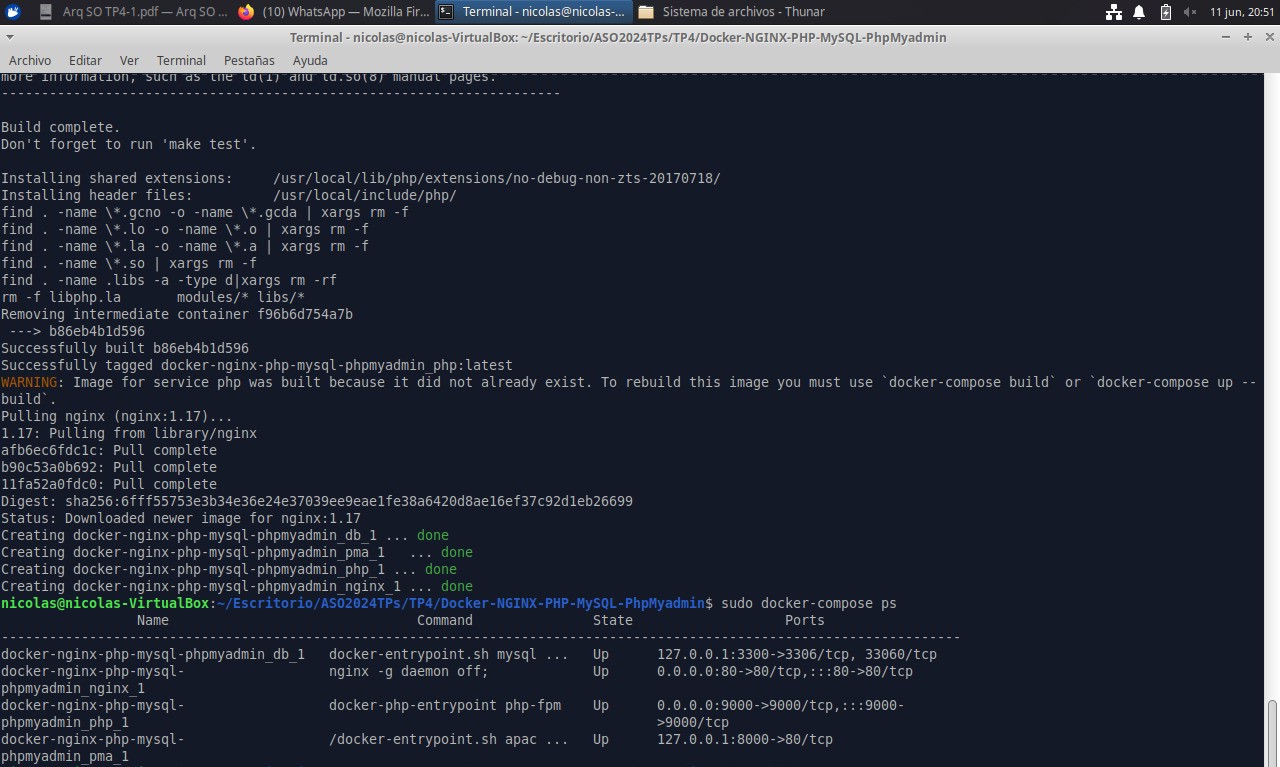 Arq SO TP4-1.pdf — Arq SO ...
(10) WhatsApp — Mozilla Fir...
Terminal - nicolas@nicolas-...
Sistema de archivos - Thunar
11 jun, 20:51
Terminal - nicolas@nicolas-VirtualBox: ~/Escritorio/ASO2024TPs/TP4/Docker-NGINX-PHP-MySQL-PhpMyadmin
Archivo Editar Ver Terminal Pestañas Ayuda
more information, such as the ld(1) and ld.so(8) manual pages.
----------------------------------------------------------------------
Build complete.
Don't forget to run 'make test'.
Installing shared extensions:     /usr/local/lib/php/extensions/no-debug-non-zts-20170718/
Installing header files:          /usr/local/include/php/
find . -name \*.gcno -o -name \*.gcda | xargs rm -f
find . -name \*.lo -o -name \*.o | xargs rm -f
find . -name \*.la -o -name \*.a | xargs rm -f
find . -name \*.so | xargs rm -f
find . -name .libs -a -type d|xargs rm -rf
rm -f libphp.la       modules/* libs/*
Removing intermediate container f96b6d754a7b
 ---> b86eb4b1d596
Successfully built b86eb4b1d596
Successfully tagged docker-nginx-php-mysql-phpmyadmin_php:latest
WARNING: Image for service php was built because it did not already exist. To rebuild this image you must use `docker-compose build` or `docker-compose up --
build`.
Pulling nginx (nginx:1.17)...
1.17: Pulling from library/nginx
afb6ec6fdc1c: Pull complete
b90c53a0b692: Pull complete
11fa52a0fdc0: Pull complete
Digest: sha256:6fff55753e3b34e36e24e37039ee9eae1fe38a6420d8ae16ef37c92d1eb26699
Status: Downloaded newer image for nginx:1.17
Creating docker-nginx-php-mysql-phpmyadmin_db_1 ... done
Creating docker-nginx-php-mysql-phpmyadmin_pma_1   ... done
Creating docker-nginx-php-mysql-phpmyadmin_php_1 ... done
Creating docker-nginx-php-mysql-phpmyadmin_nginx_1 ... done
nicolas@nicolas-VirtualBox:~/Escritorio/ASO2024TPs/TP4/Docker-NGINX-PHP-MySQL-PhpMyadmin$ sudo docker-compose ps
                 Name                               Command               State                   Ports
------------------------------------------------------------------------------------------------------------------------
docker-nginx-php-mysql-phpmyadmin_db_1   docker-entrypoint.sh mysql ...   Up      127.0.0.1:3300->3306/tcp, 33060/tcp
docker-nginx-php-mysql-                  nginx -g daemon off;             Up      0.0.0.0:80->80/tcp,:::80->80/tcp
phpmyadmin_nginx_1
docker-nginx-php-mysql-                  docker-php-entrypoint php-fpm    Up      0.0.0.0:9000->9000/tcp,:::9000-
phpmyadmin_php_1                                                                  >9000/tcp
docker-nginx-php-mysql-                  /docker-entrypoint.sh apac ...   Up      127.0.0.1:8000->80/tcp
phpmyadmin_pma_1